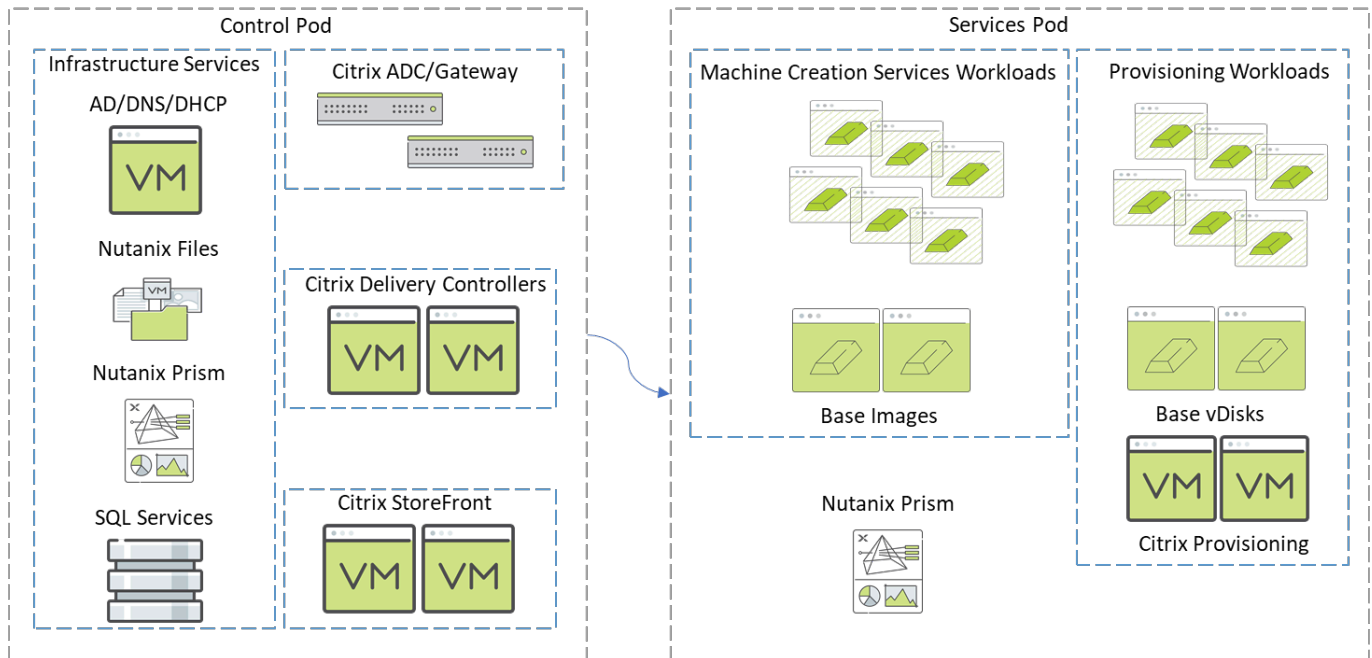 Control Pod
Infrastructure Services
AD/DNS/DHCP
VM
Nutanix Files
VM
Nutanix Prism
X
SQL Services
Citrix ADC/Gateway
Citrix Delivery Controllers
VM VM
Citrix StoreFront
VM VM
Services Pod
Machine Creation Services Workloads
Base Images
Nutanix Prism
X
Provisioning Workloads
Base vDisks
VM VM
Citrix Provisioning